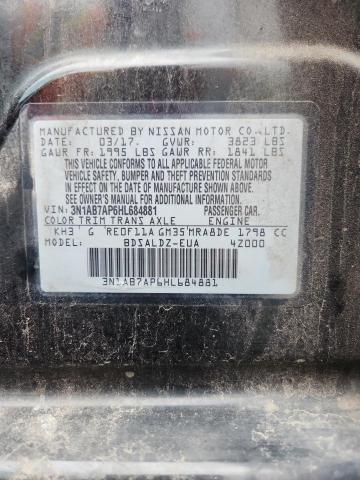 MANUFACTURED BY NISSAN MOTOR CO.,LTD.
DATE: 03/17. GVWR: 3823 LBS
GAWR FR: 1995 LBS GAWR RR: 1841 LBS
THIS VEHICLE CONFORMS TO ALL APPLICABLE FEDERAL MOTOR
VEHICLE SAFETY, BUMPER AND THEFT PREVENTION STANDARDS
IN EFFECT ON THE DATE OF MANUFACTURE SHOWN ABOVE.
SEE OWNER'S MANUAL FOR ADDITIONAL INFORMATION
VIN: 3N1AB7AP6HL684881 PASSENGER CAR.
COLOR TRIM TRANS AXLE ENGINE
KH3 G RE0F11A GM35 MRA8DE 1798 CC
MODEL: BDSALDZ-EUA 4Z000
3N1AB7AP6HL684881